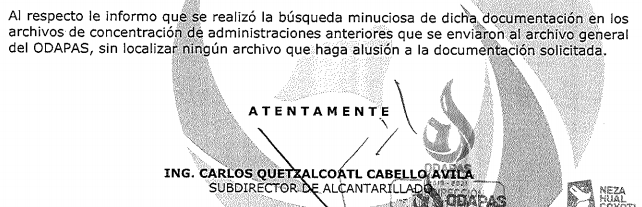 Al respecto le informo que se realizó la búsqueda minuciosa de dicha documentación en los
archivos de concentración de administraciones anteriores que se enviaron al archivo general
del ODAPAS, sin localizar ningún archivo que haga alusión a la documentación solicitada.
A T E N T A M E N T E
ING. CARLOS QUETZALCOATL CABELLO AVILA
SUBDIRECTOR DE ALCANTARILLADO
ODAPAS
ODAPAS
NEZA
HUAL